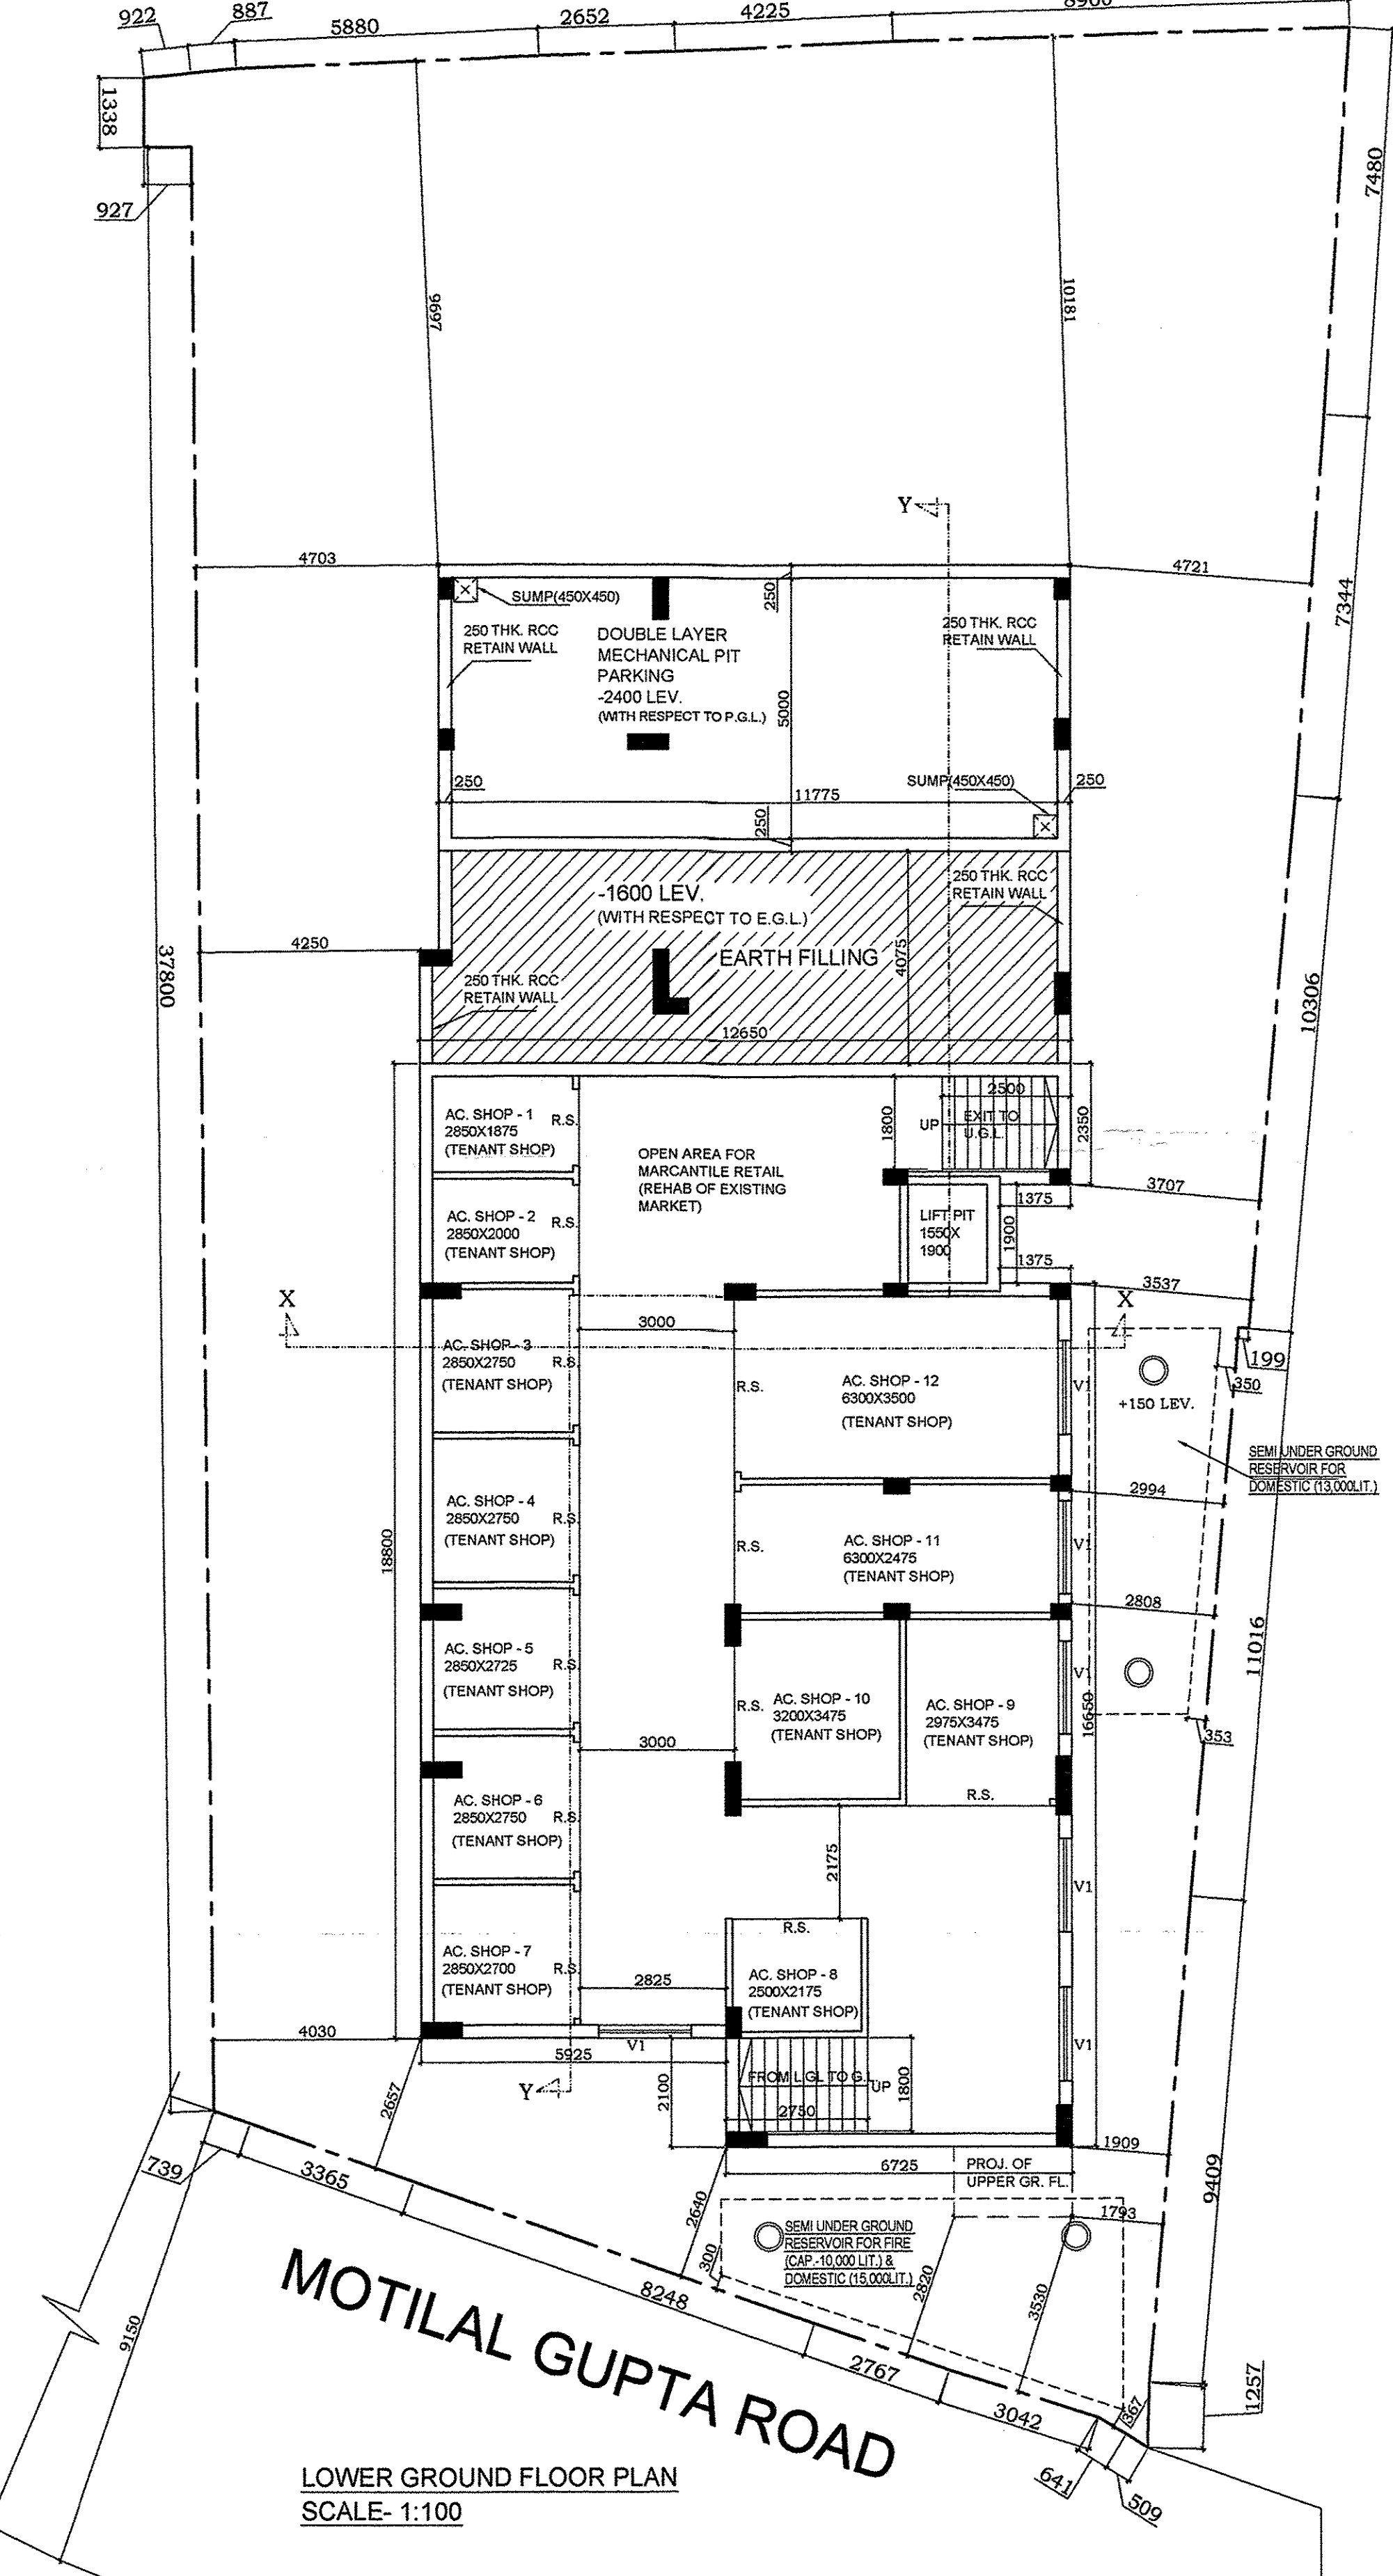 922
887
5880
2652
4225
8900
1338
927
7480
9697
10181
Y
4703
4721
7344
SUMP(450X450)
250
250 THK. RCC
RETAIN WALL
DOUBLE LAYER
MECHANICAL PIT
PARKING
-2400 LEV.
(WITH RESPECT TO P.G.L.)
5000
250 THK. RCC
RETAIN WALL
250
11775
SUMP(450X450)
250
250
-1600 LEV.
(WITH RESPECT TO E.G.L.)
EARTH FILLING
4075
250 THK. RCC
RETAIN WALL
4250
37800
250 THK. RCC
RETAIN WALL
12650
10306
AC. SHOP - 1
2850X1875
(TENANT SHOP)
R.S.
OPEN AREA FOR
MARCANTILE RETAIL
(REHAB OF EXISTING
MARKET)
1800
2500
UP
EXIT TO
U.G.L.
2350
3707
AC. SHOP - 2
2850X2000
(TENANT SHOP)
R.S.
LIFT PIT
1550X
1900
1900
1375
1375
3537
X
X
3000
199
350
AC. SHOP - 3
2850X2750
(TENANT SHOP)
R.S.
R.S.
AC. SHOP - 12
6300X3500
(TENANT SHOP)
V1
+150 LEV.
SEMI UNDER GROUND
RESERVOIR FOR
DOMESTIC (13,000LIT.)
2994
AC. SHOP - 4
2850X2750
(TENANT SHOP)
R.S.
R.S.
AC. SHOP - 11
6300X2475
(TENANT SHOP)
V1
18800
2808
11016
AC. SHOP - 5
2850X2725
(TENANT SHOP)
R.S.
R.S.
AC. SHOP - 10
3200X3475
(TENANT SHOP)
AC. SHOP - 9
2975X3475
(TENANT SHOP)
V1
16650
353
3000
R.S.
AC. SHOP - 6
2850X2750
(TENANT SHOP)
R.S.
2175
V1
R.S.
AC. SHOP - 7
2850X2700
(TENANT SHOP)
R.S.
2825
AC. SHOP - 8
2500X2175
(TENANT SHOP)
4030
V1
V1
5925
Y
2657
2100
FROM L.GL TO G.L
UP
2750
1800
1909
6725
PROJ. OF
UPPER GR. FL.
739
3365
2640
300
SEMI UNDER GROUND
RESERVOIR FOR FIRE
(CAP.-10,000 LIT.) &
DOMESTIC (15,000LIT.)
1793
9409
2820
3530
9150
8248
2767
3042
367
1257
641
509
MOTILAL GUPTA ROAD
LOWER GROUND FLOOR PLAN
SCALE- 1:100